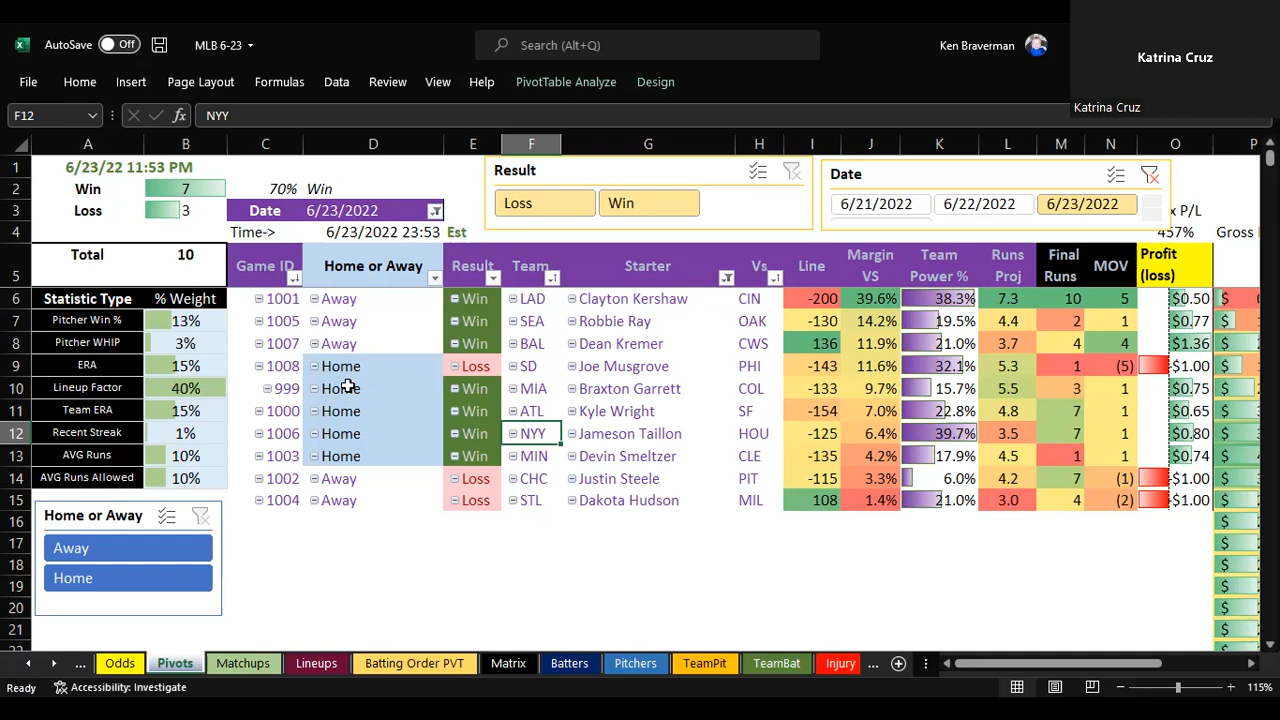 AutoSave Off MLB 6-23 Search (Alt+Q) Ken Braverman Katrina Cruz
File Home Insert Page Layout Formulas Data Review View Help PivotTable Analyze Design Katrina Cruz
F12 fx NYY
A B C D E F G H I J K L M N O P
1 6/23/22 11:53 PM Result Date
2 Win 7 70% Win Loss Win 6/21/2022 6/22/2022 6/23/2022
3 Loss 3 Date 6/23/2022 x P/L
4 Time-> 6/23/2022 23:53 Est 457% Gross
5 Total 10 Game ID Home or Away Result Team Starter Vs Line Margin VS Team Power % Runs Proj Final Runs MOV Profit (loss)
6 Statistic Type % Weight 1001 Away Win LAD Clayton Kershaw CIN -200 39.6% 38.3% 7.3 10 5 $0.50 $
7 Pitcher Win % 13% 1005 Away Win SEA Robbie Ray OAK -130 14.2% 19.5% 4.4 2 1 $0.77 $
8 Pitcher WHIP 3% 1007 Away Win BAL Dean Kremer CWS 136 11.9% 21.0% 3.7 4 4 $1.36 $
9 ERA 15% 1008 Home Loss SD Joe Musgrove PHI -143 11.6% 32.1% 5.3 1 (5) $1.00 $
10 Lineup Factor 40% 999 Home Win MIA Braxton Garrett COL -133 9.7% 15.7% 5.5 3 1 $0.75 $
11 Team ERA 15% 1000 Home Win ATL Kyle Wright SF -154 7.0% 22.8% 4.8 7 1 $0.65 $
12 Recent Streak 1% 1006 Home Win NYY Jameson Taillon HOU -125 6.4% 39.7% 3.5 7 1 $0.80 $
13 AVG Runs 10% 1003 Home Win MIN Devin Smeltzer CLE -135 4.2% 17.9% 4.5 1 1 $0.74 $
14 AVG Runs Allowed 10% 1002 Away Loss CHC Justin Steele PIT -115 3.3% 6.0% 4.2 7 (1) $1.00 $
15 1004 Away Loss STL Dakota Hudson MIL 108 1.4% 21.0% 3.0 4 (2) $1.00 $
16 Home or Away $
17 Away $
18 $
19 Home $
20 $
21 $
... Odds Pivots Matchups Lineups Batting Order PVT Matrix Batters Pitchers TeamPit TeamBat Injury ...
Ready Accessibility: Investigate 115%